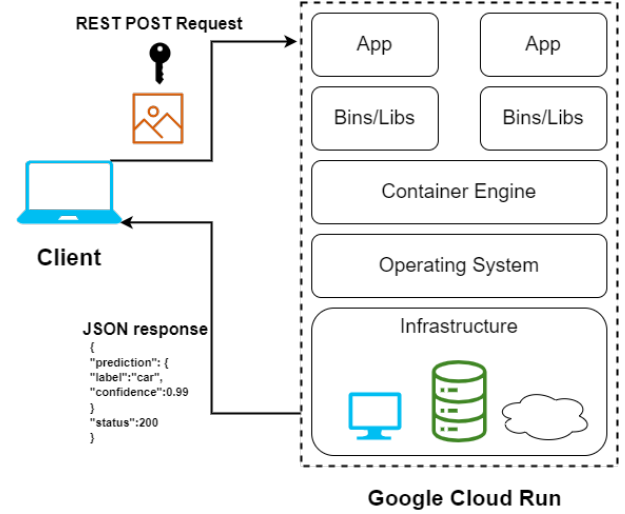 REST POST Request
App
App
Bins/Libs
Bins/Libs
Container Engine
Operating System
Infrastructure
Client
JSON response
{
"prediction": {
"label":"car",
"confidence":0.99
}
"status":200
}
Google Cloud Run